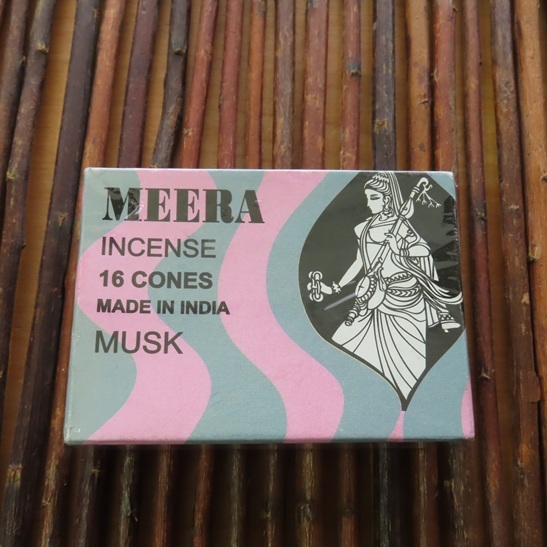 MEERA
INCENSE
16 CONES
MADE IN INDIA
MUSK